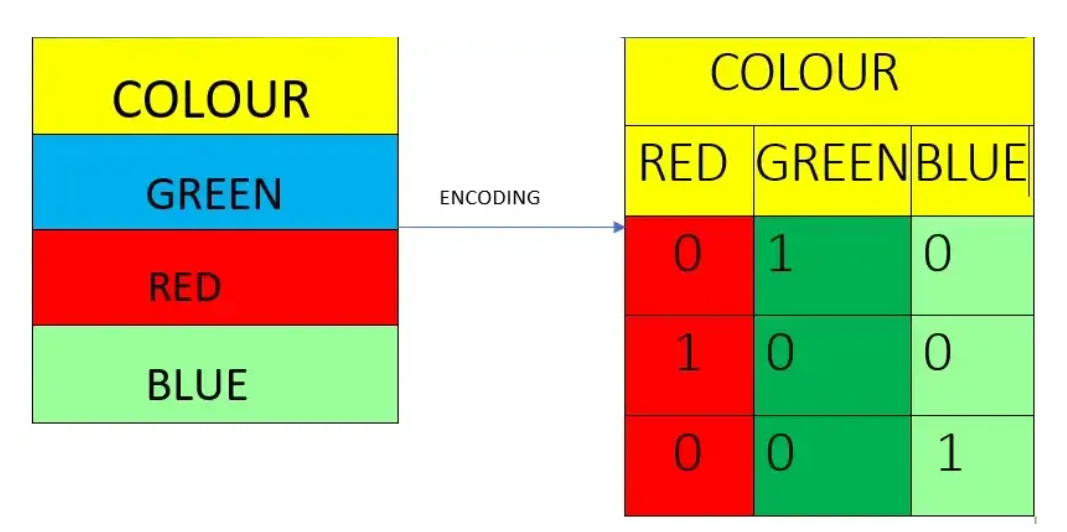 COLOUR
GREEN
RED
BLUE
ENCODING
COLOUR
RED GREEN BLUE
0 1 0
1 0 0
0 0 1